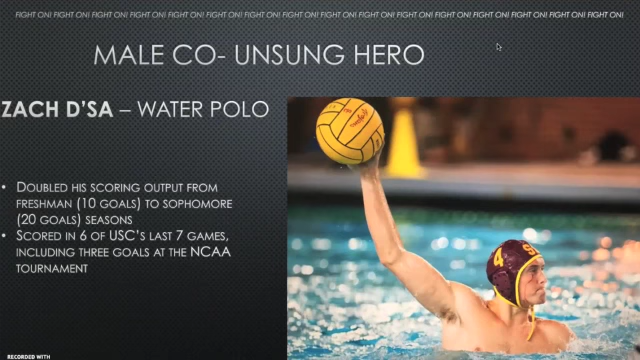 FIGHT ON! FIGHT ON! FIGHT ON! FIGHT ON! FIGHT ON! FIGHT ON! FIGHT ON! FIGHT ON! FIGHT ON! FIGHT ON! FIGHT ON! FIGHT ON! FIGHT ON! FIGHT ON! FIGHT ON! FIGHT ON!
MALE CO- UNSUNG HERO
ZACH D'SA – WATER POLO
• DOUBLED HIS SCORING OUTPUT FROM
FRESHMAN (10 GOALS) TO SOPHOMORE
(20 GOALS) SEASONS
• SCORED IN 6 OF USC'S LAST 7 GAMES,
INCLUDING THREE GOALS AT THE NCAA
TOURNAMENT
4
RECORDED WITH